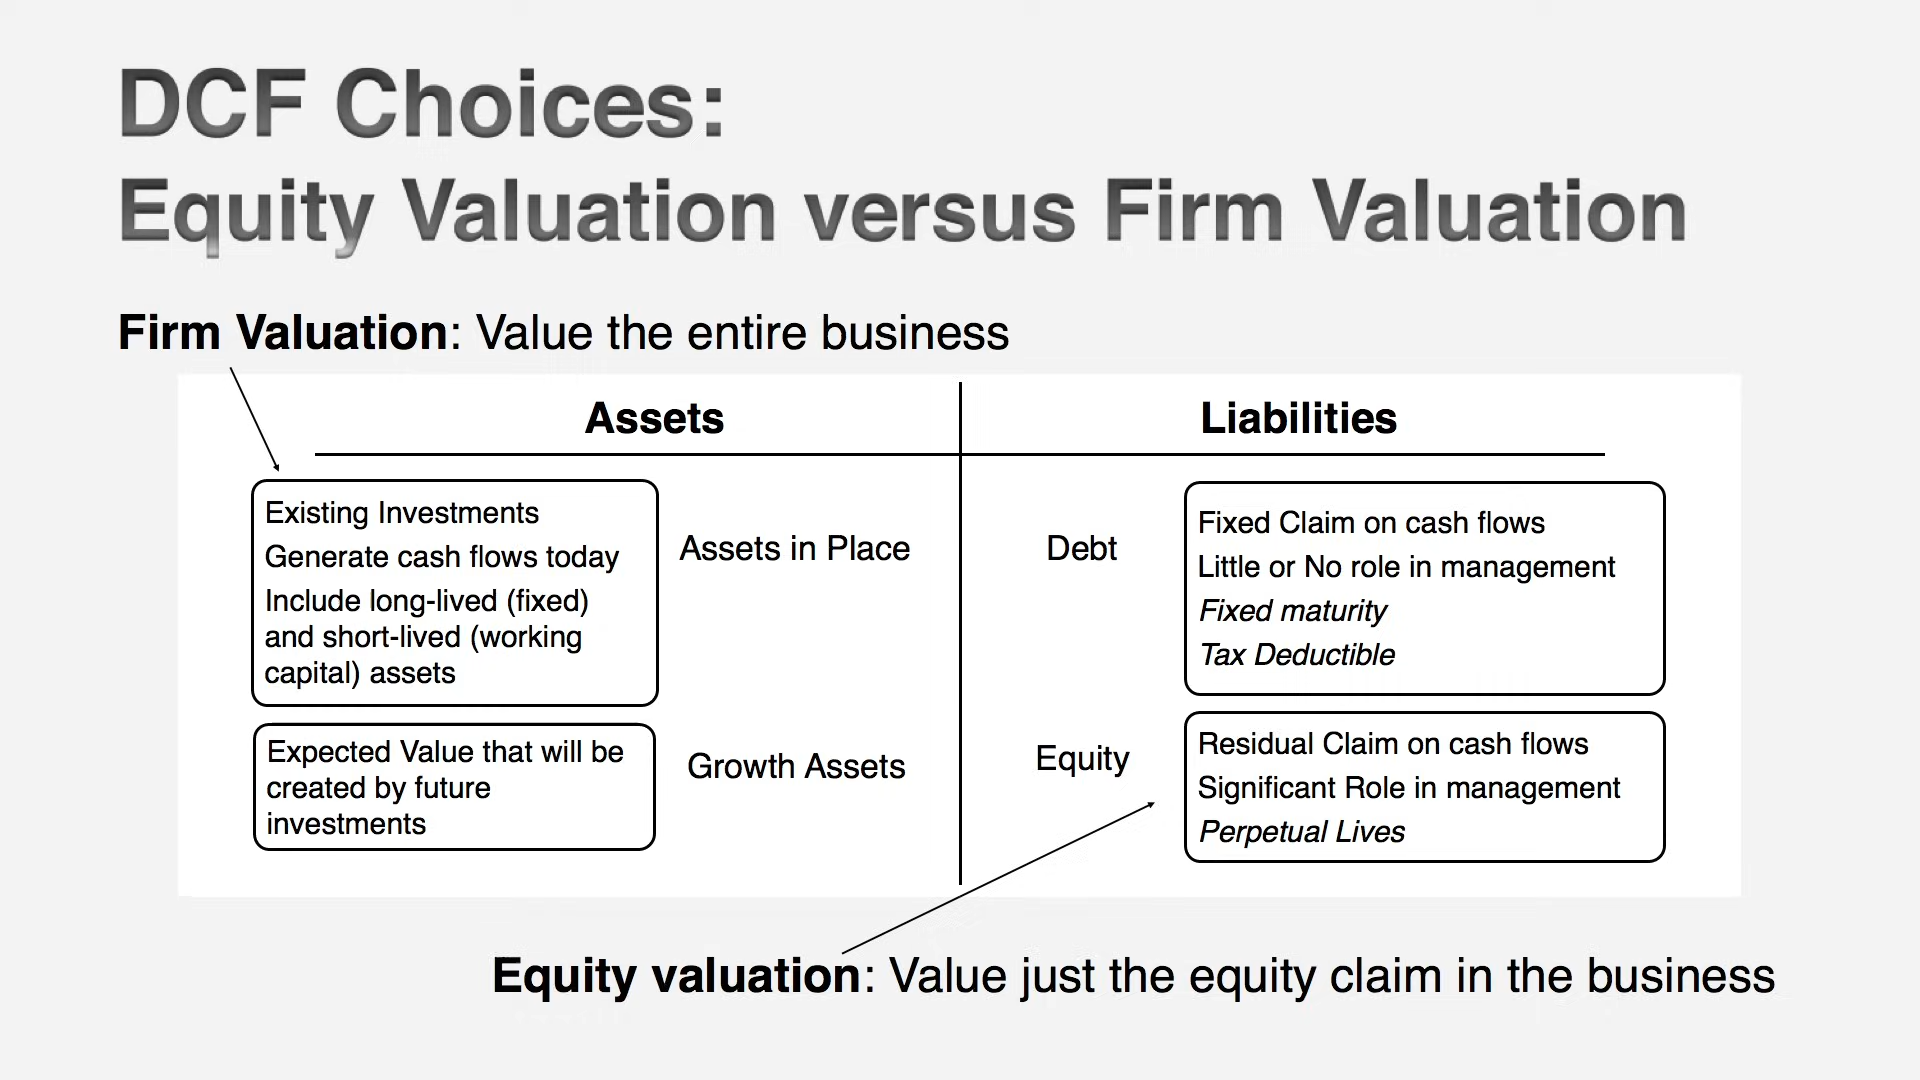 DCF Choices:
Equity Valuation versus Firm Valuation
Firm Valuation: Value the entire business
Assets
Liabilities
Existing Investments
Generate cash flows today
Include long-lived (fixed)
and short-lived (working
capital) assets
Assets in Place
Debt
Fixed Claim on cash flows
Little or No role in management
Fixed maturity
Tax Deductible
Expected Value that will be
created by future
investments
Growth Assets
Equity
Residual Claim on cash flows
Significant Role in management
Perpetual Lives
Equity valuation: Value just the equity claim in the business